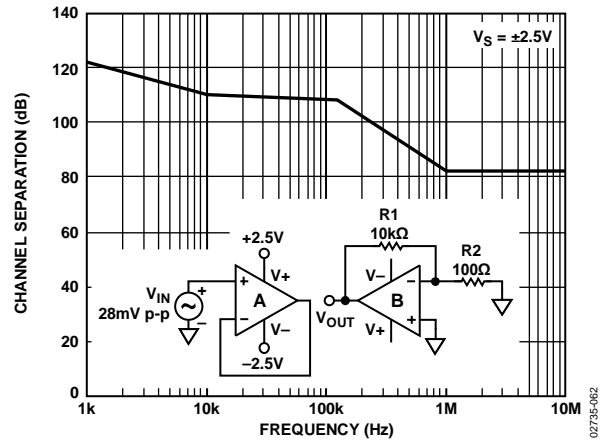 140
120
100
80
60
40
20
0
CHANNEL SEPARATION (dB)
V_S = ±2.5V
+2.5V
V+
+
A
−
V−
−2.5V
V_IN
+
−
28mV p-p
R1
10kΩ
R2
100Ω
V−
−
B
+
V+
V_OUT
1k
10k
100k
1M
10M
FREQUENCY (Hz)
02735-062